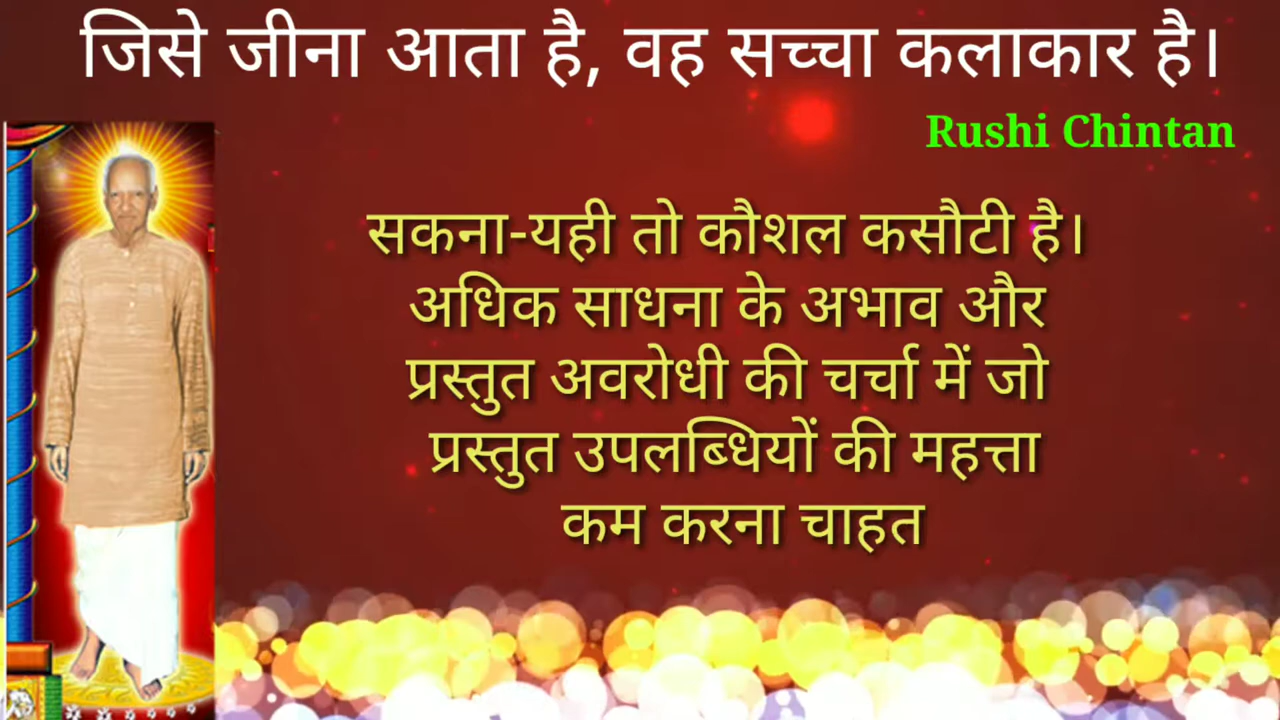 जिसे जीना आता है, वह सच्चा कलाकार है।
Rushi Chintan
सकना-यही तो कौशल कसौटी है।
अधिक साधना के अभाव और
प्रस्तुत अवरोधी की चर्चा में जो
प्रस्तुत उपलब्धियों की महत्ता
कम करना चाहत